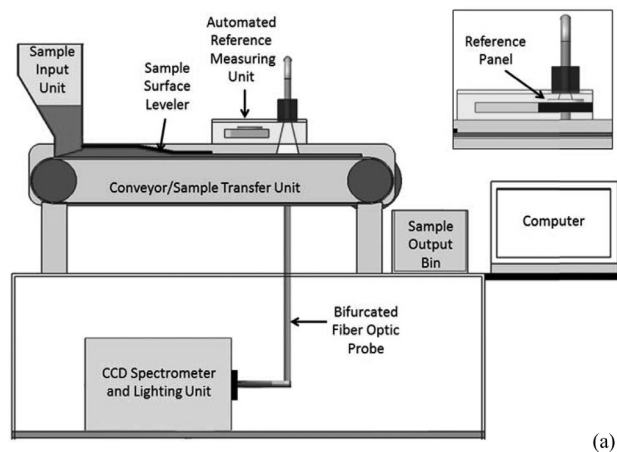 Sample
Input
Unit
Sample
Surface
Leveler
Automated
Reference
Measuring
Unit
Reference
Panel
Conveyor/Sample Transfer Unit
Sample
Output
Bin
Computer
Bifurcated
Fiber Optic
Probe
CCD Spectrometer
and Lighting Unit
(a)